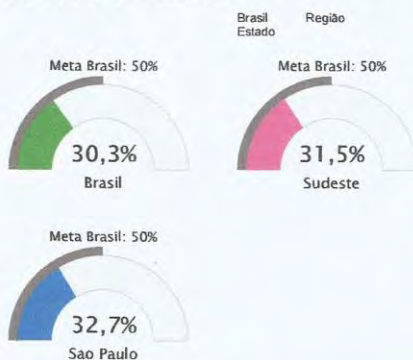 Brasil Região
Estado
Meta Brasil: 50%
30,3%
Brasil
Meta Brasil: 50%
31,5%
Sudeste
Meta Brasil: 50%
32,7%
São Paulo